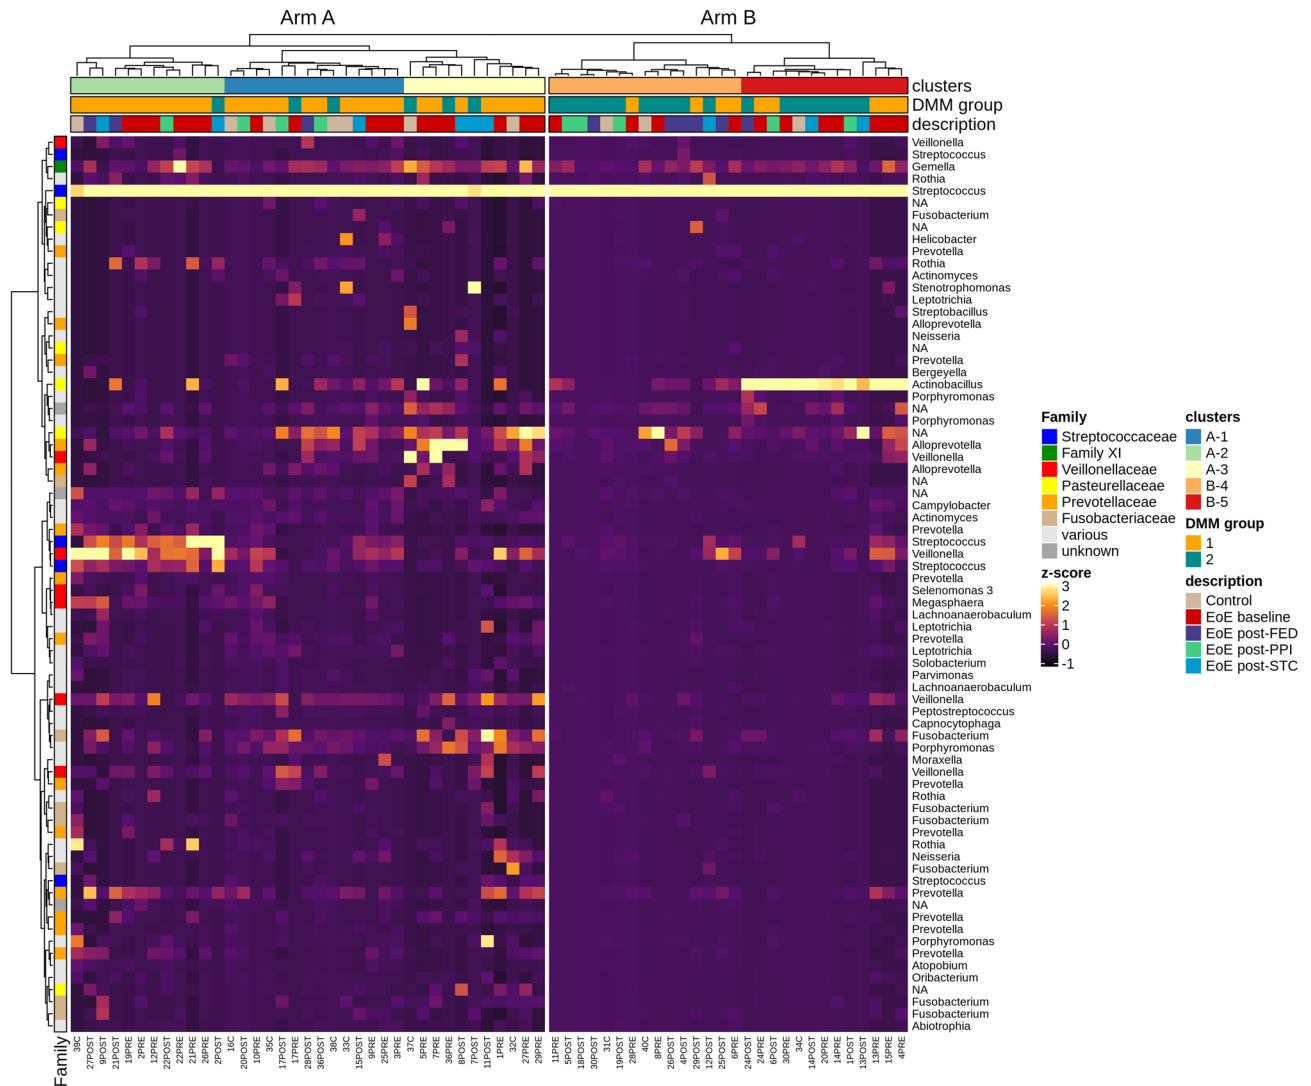 Arm A
Arm B
clusters
DMM group
description
Veillonella
Streptococcus
Gemella
Rothia
Streptococcus
NA
Fusobacterium
NA
Helicobacter
Prevotella
Rothia
Actinomyces
Stenotrophomonas
Leptotrichia
Streptobacillus
Alloprevotella
Neisseria
NA
Prevotella
Bergeyella
Actinobacillus
Porphyromonas
NA
Porphyromonas
NA
Alloprevotella
Veillonella
Alloprevotella
NA
NA
Campylobacter
Actinomyces
Prevotella
Streptococcus
Veillonella
Streptococcus
Prevotella
Selenomonas 3
Megasphaera
Lachnoanaerobaculum
Leptotrichia
Prevotella
Leptotrichia
Solobacterium
Parvimonas
Lachnoanaerobaculum
Veillonella
Peptostreptococcus
Capnocytophaga
Fusobacterium
Porphyromonas
Moraxella
Veillonella
Prevotella
Rothia
Fusobacterium
Fusobacterium
Prevotella
Rothia
Neisseria
Fusobacterium
Streptococcus
Prevotella
NA
Prevotella
Prevotella
Porphyromonas
Prevotella
Atopobium
Oribacterium
NA
Fusobacterium
Fusobacterium
Abiotrophia
Family
39C
27POST
9POST
21POST
19PRE
2PRE
12PRE
22POST
22PRE
21PRE
26PRE
2POST
16C
20POST
10PRE
35C
17POST
17PRE
28POST
36POST
38C
33C
15POST
9PRE
25PRE
3PRE
37C
5PRE
7PRE
36PRE
8POST
7POST
11POST
1PRE
32C
27PRE
29PRE
11PRE
5POST
18POST
30POST
31C
19POST
28PRE
40C
8PRE
26POST
4POST
29POST
12POST
25POST
6PRE
24POST
24PRE
6POST
30PRE
34C
14POST
20PRE
14PRE
1POST
13POST
13PRE
15PRE
4PRE
Family
Streptococcaceae
Family XI
Veillonellaceae
Pasteurellaceae
Prevotellaceae
Fusobacteriaceae
various
unknown
z-score
3
2
1
0
-1
clusters
A-1
A-2
A-3
B-4
B-5
DMM group
1
2
description
Control
EoE baseline
EoE post-FED
EoE post-PPI
EoE post-STC